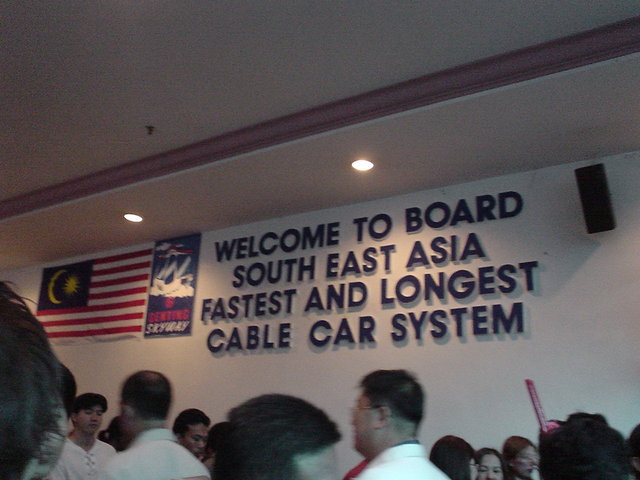 WELCOME TO BOARD
SOUTH EAST ASIA
FASTEST AND LONGEST
CABLE CAR SYSTEM
GENTING
SKYWAY